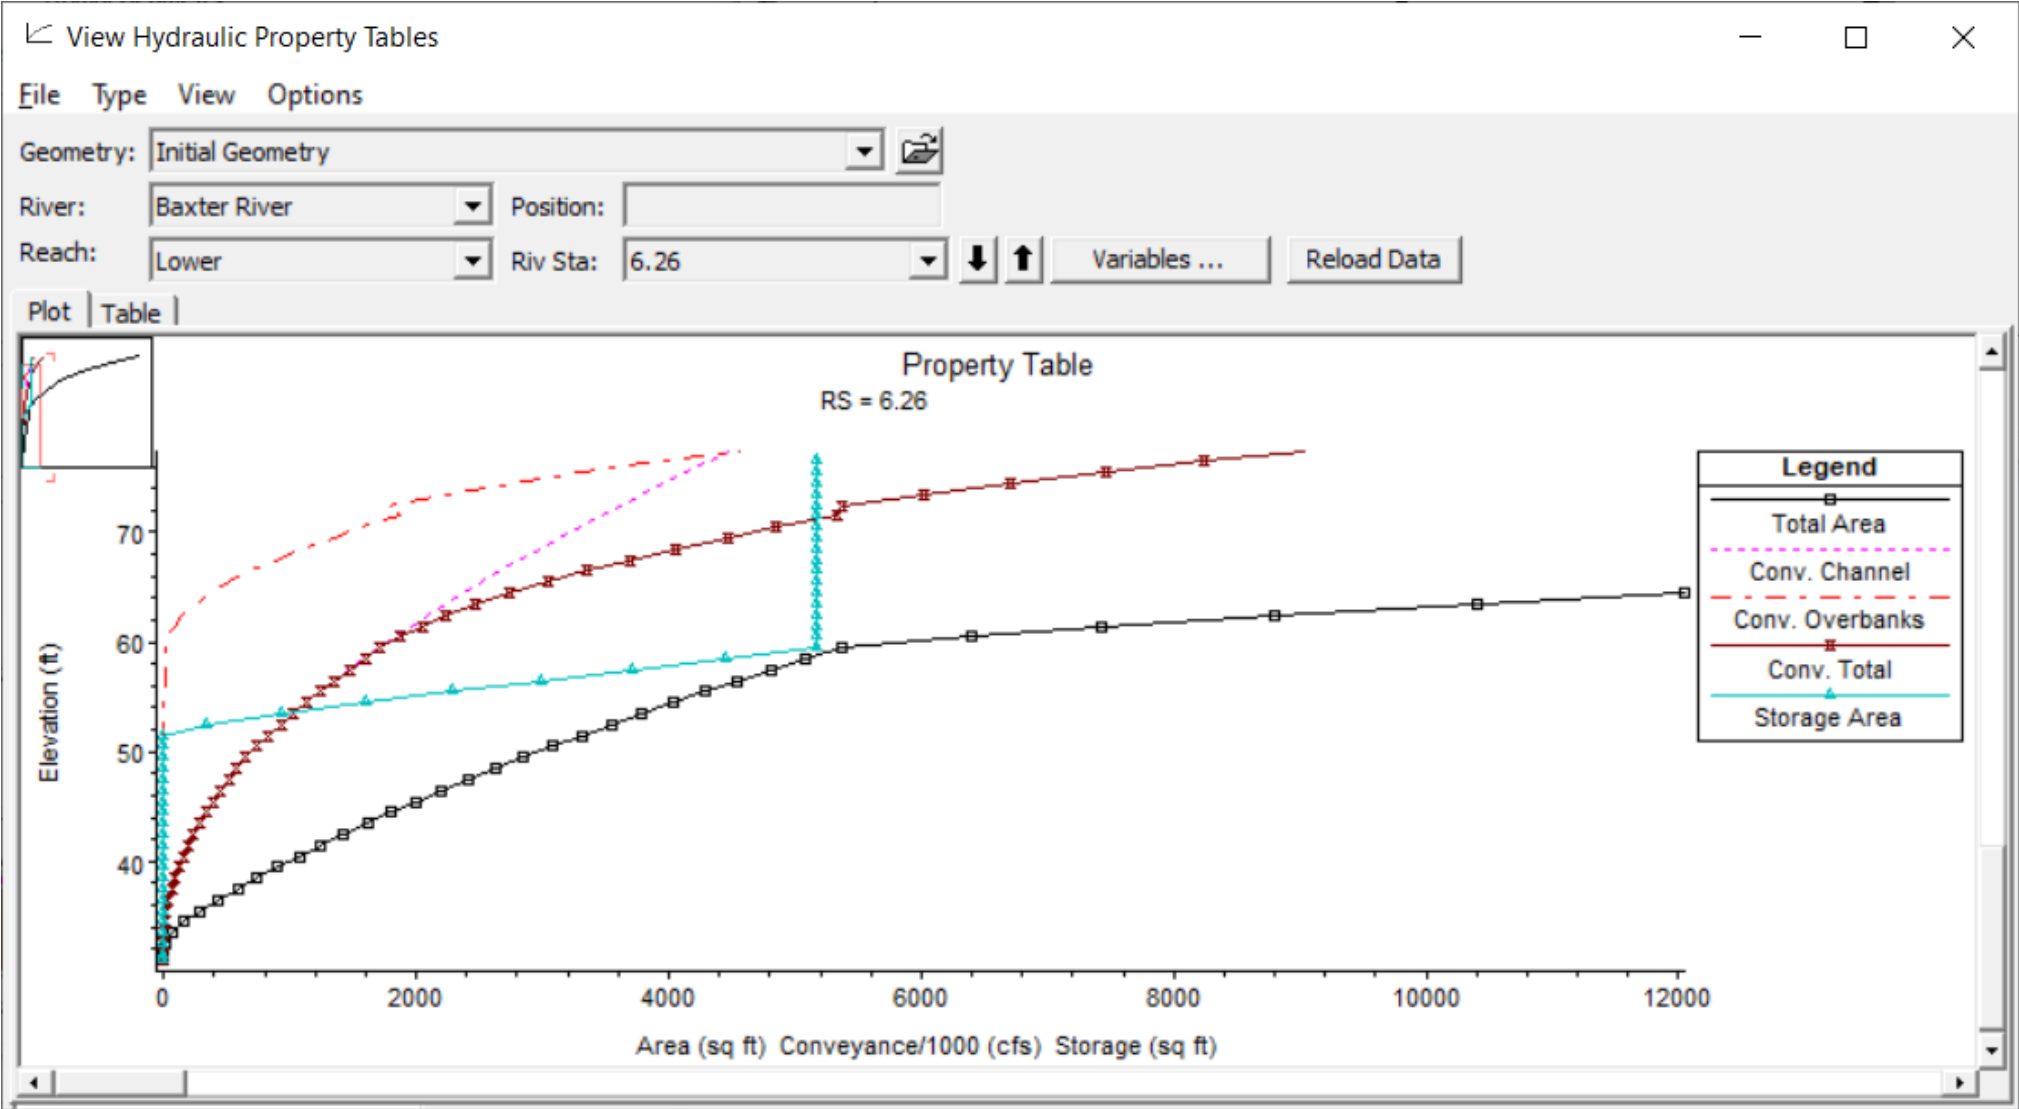 View Hydraulic Property Tables
File Type View Options
Geometry: Initial Geometry
River: Baxter River Position:
Reach: Lower Riv Sta: 6.26 Variables ... Reload Data
Plot Table
Property Table
RS = 6.26
Legend
Total Area
Conv. Channel
Conv. Overbanks
Conv. Total
Storage Area
Elevation (ft)
70
60
50
40
0 2000 4000 6000 8000 10000 12000
Area (sq ft) Conveyance/1000 (cfs) Storage (sq ft)